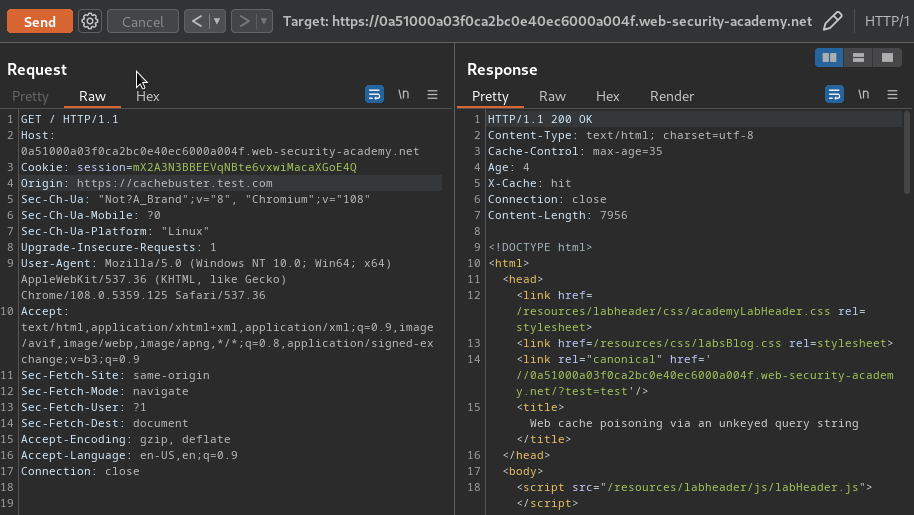 Send Cancel < ▼ > ▼ Target: https://0a51000a03f0ca2bc0e40ec6000a004f.web-security-academy.net HTTP/1
Request
Pretty Raw Hex \n
1 GET / HTTP/1.1
2 Host:
0a51000a03f0ca2bc0e40ec6000a004f.web-security-academy.net
3 Cookie: session=mX2A3N3BBEEVqNBte6vxwiMacaXGoE4Q
4 Origin: https://cachebuster.test.com
5 Sec-Ch-Ua: "Not?A_Brand";v="8", "Chromium";v="108"
6 Sec-Ch-Ua-Mobile: ?0
7 Sec-Ch-Ua-Platform: "Linux"
8 Upgrade-Insecure-Requests: 1
9 User-Agent: Mozilla/5.0 (Windows NT 10.0; Win64; x64)
AppleWebKit/537.36 (KHTML, like Gecko)
Chrome/108.0.5359.125 Safari/537.36
10 Accept:
text/html,application/xhtml+xml,application/xml;q=0.9,image
/avif,image/webp,image/apng,*/*;q=0.8,application/signed-ex
change;v=b3;q=0.9
11 Sec-Fetch-Site: same-origin
12 Sec-Fetch-Mode: navigate
13 Sec-Fetch-User: ?1
14 Sec-Fetch-Dest: document
15 Accept-Encoding: gzip, deflate
16 Accept-Language: en-US,en;q=0.9
17 Connection: close
18
19
Response
Pretty Raw Hex Render \n
1 HTTP/1.1 200 OK
2 Content-Type: text/html; charset=utf-8
3 Cache-Control: max-age=35
4 Age: 4
5 X-Cache: hit
6 Connection: close
7 Content-Length: 7956
8
9 <!DOCTYPE html>
10 <html>
11 <head>
12 <link href=
/resources/labheader/css/academyLabHeader.css rel=
stylesheet>
13 <link href=/resources/css/labsBlog.css rel=stylesheet>
14 <link rel="canonical" href='
//0a51000a03f0ca2bc0e40ec6000a004f.web-security-academ
y.net/?test=test'/>
15 <title>
Web cache poisoning via an unkeyed query string
</title>
16 </head>
17 <body>
18 <script src="/resources/labheader/js/labHeader.js">
</script>